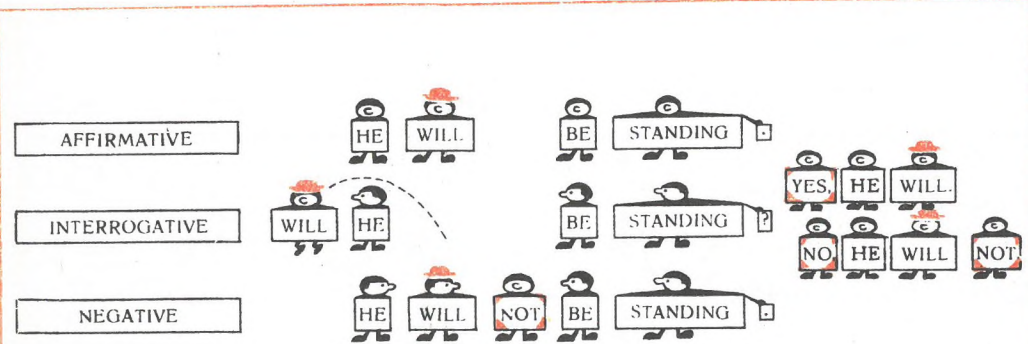 AFFIRMATIVE HE WILL BE STANDING .
YES, HE WILL.
INTERROGATIVE WILL HE BE STANDING ?
NO, HE WILL NOT
NEGATIVE HE WILL NOT BE STANDING .